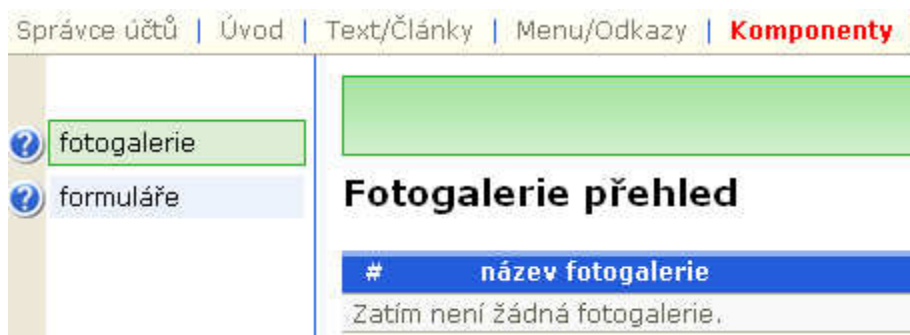 Správce účtů | Úvod | Text/Články | Menu/Odkazy | Komponenty
fotogalerie
formuláře
Fotogalerie přehled
# název fotogalerie
Zatím není žádná fotogalerie.